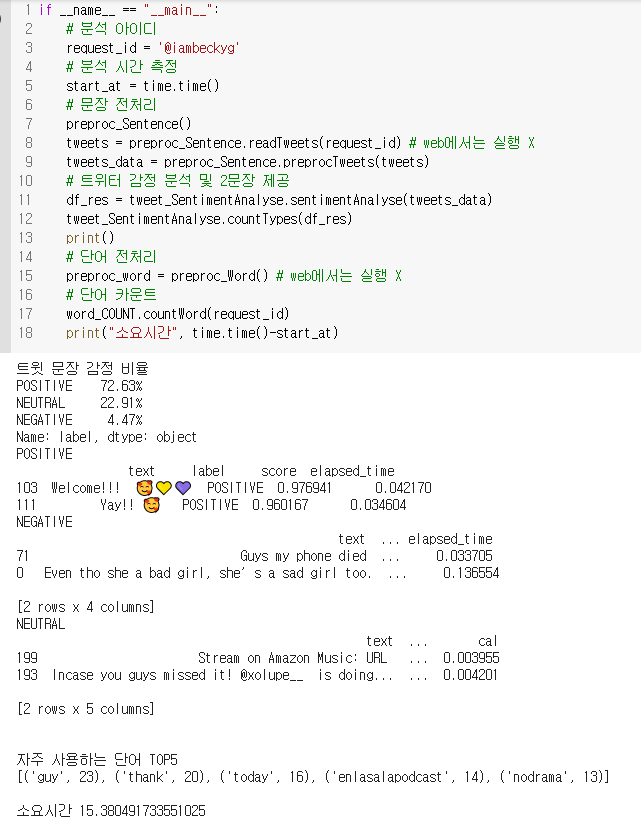 1 if __name__ == "__main__":
2     # 분석 아이디
3     request_id = '@iambeckyg'
4     # 분석 시간 측정
5     start_at = time.time()
6     # 문장 전처리
7     preproc_Sentence()
8     tweets = preproc_Sentence.readTweets(request_id) # web에서는 실행 X
9     tweets_data = preproc_Sentence.preprocTweets(tweets)
10     # 트위터 감정 분석 및 2문장 제공
11     df_res = tweet_SentimentAnalyse.sentimentAnalyse(tweets_data)
12     tweet_SentimentAnalyse.countTypes(df_res)
13     print()
14     # 단어 전처리
15     preproc_word = preproc_Word() # web에서는 실행 X
16     # 단어 카운트
17     word_COUNT.countWord(request_id)
18     print("소요시간", time.time()-start_at)
트윗 문장 감정 비율
POSITIVE    72.63%
NEUTRAL     22.91%
NEGATIVE     4.47%
Name: label, dtype: object
POSITIVE
text     label     score  elapsed_time
103  Welcome!!!  🥰💛💜  POSITIVE  0.976941      0.042170
111        Yay!! 🥰   POSITIVE  0.960167      0.034604
NEGATIVE
text  ... elapsed_time
71                              Guys my phone died  ...     0.033705
0   Even tho she a bad girl, she’s a sad girl too.  ...     0.136554
[2 rows x 4 columns]
NEUTRAL
text  ...       cal
199                       Stream on Amazon Music: URL   ...  0.003955
193  Incase you guys missed it! @xolupe__  is doing...  ...  0.004201
[2 rows x 5 columns]
자주 사용하는 단어 TOP5
[('guy', 23), ('thank', 20), ('today', 16), ('enlasalapodcast', 14), ('nodrama', 13)]
소요시간 15.380491733551025